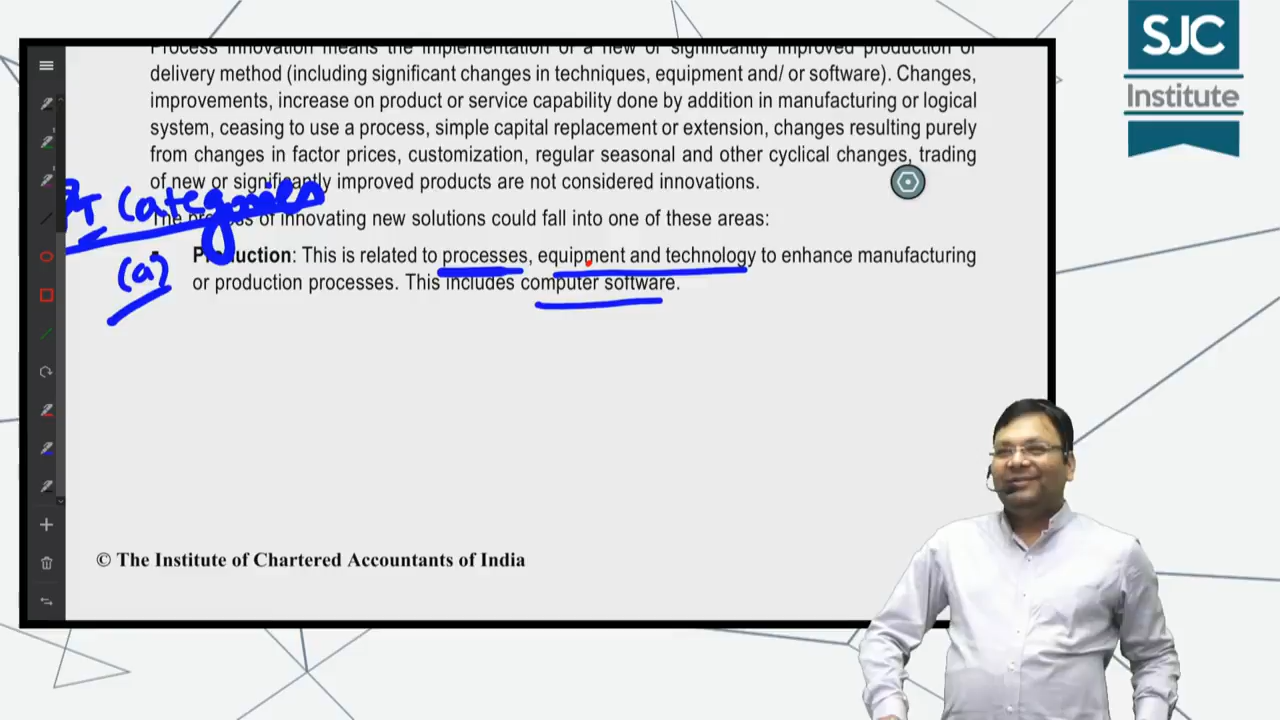 SJC
Institute
Process Innovation means the implementation of a new or significantly improved production or
delivery method (including significant changes in techniques, equipment and/ or software). Changes,
improvements, increase on product or service capability done by addition in manufacturing or logical
system, ceasing to use a process, simple capital replacement or extension, changes resulting purely
from changes in factor prices, customization, regular seasonal and other cyclical changes, trading
of new or significantly improved products are not considered innovations.
Categories
The process of innovating new solutions could fall into one of these areas:
(a)
Production: This is related to processes, equipment and technology to enhance manufacturing
or production processes. This includes computer software.
© The Institute of Chartered Accountants of India